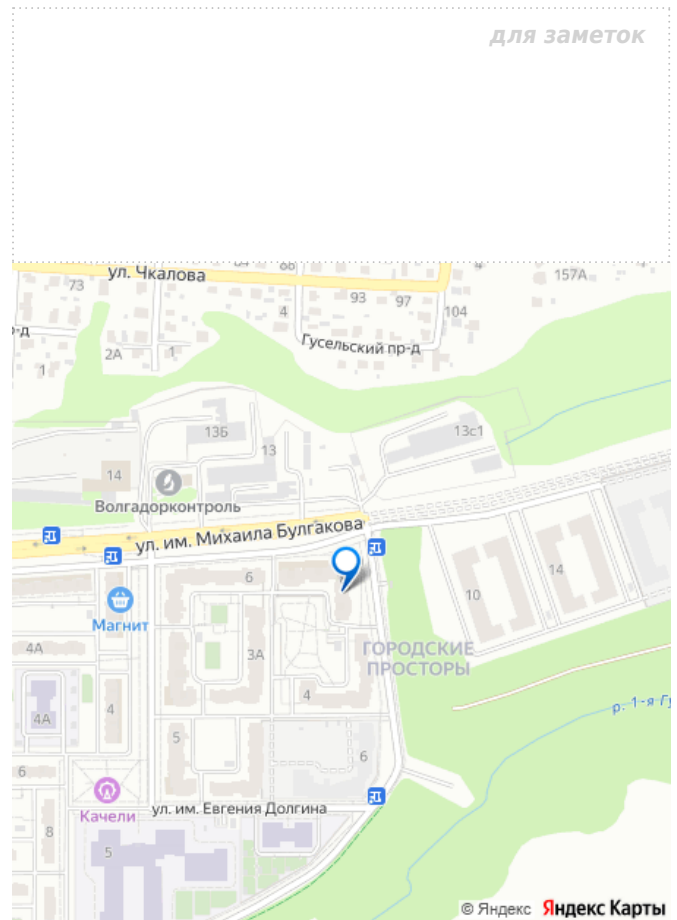 для заметок
ул. Чкалова
73
4
93
97
104
157А
Гусельский пр-д
р-д
1
2А
1
13Б
13
13с1
14
Волгадорконтроль
ул. им. Михаила Булгакова
6
10
14
Магнит
3А
ГОРОДСКИЕ
ПРОСТОРЫ
4А
4А
4
4
р. 1-я Гу
5
6
6
Качели
ул. им. Евгения Долгина
8
5
© Яндекс Яндекс Карты